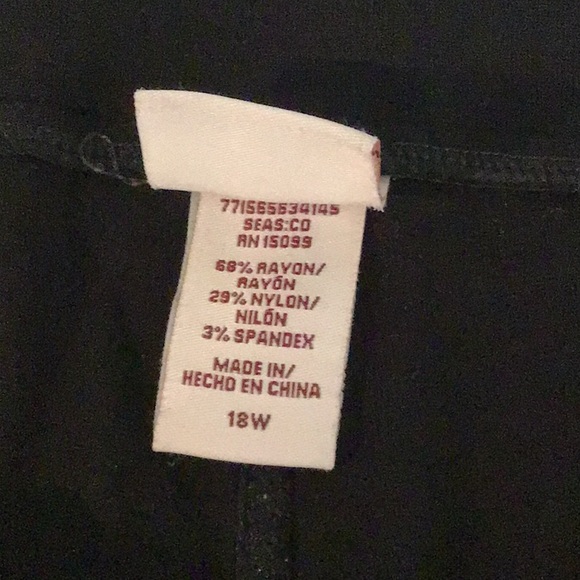 771565634145
SEAS:CO
RN 15099
68% RAYON/
RAYÓN
29% NYLON/
NILÓN
3% SPANDEX
MADE IN/
HECHO EN CHINA
18W